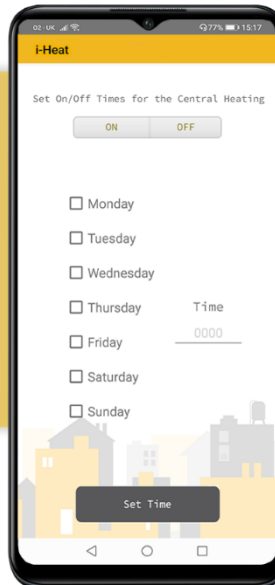 02-UK 77% 15:17
i-Heat
Set On/Off Times for the Central Heating
ON OFF
Monday
Tuesday
Wednesday
Thursday Time
Friday 0000
Saturday
Sunday
Set Time